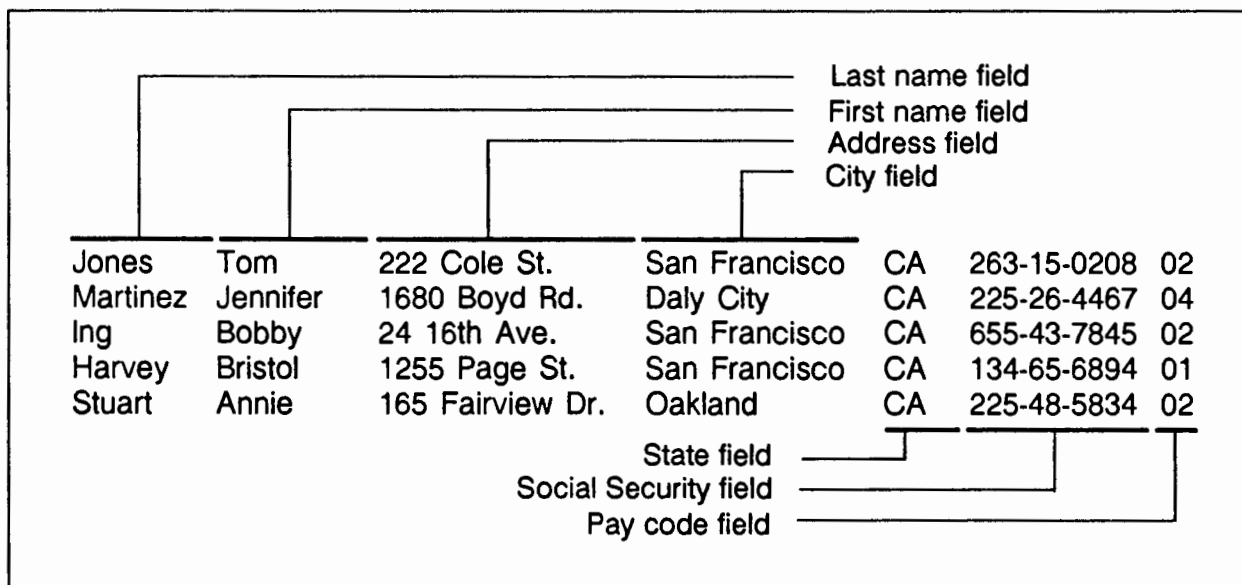 Last name field
First name field
Address field
City field
Jones Tom 222 Cole St. San Francisco CA 263-15-0208 02
Martinez Jennifer 1680 Boyd Rd. Daly City CA 225-26-4467 04
Ing Bobby 24 16th Ave. San Francisco CA 655-43-7845 02
Harvey Bristol 1255 Page St. San Francisco CA 134-65-6894 01
Stuart Annie 165 Fairview Dr. Oakland CA 225-48-5834 02
State field
Social Security field
Pay code field